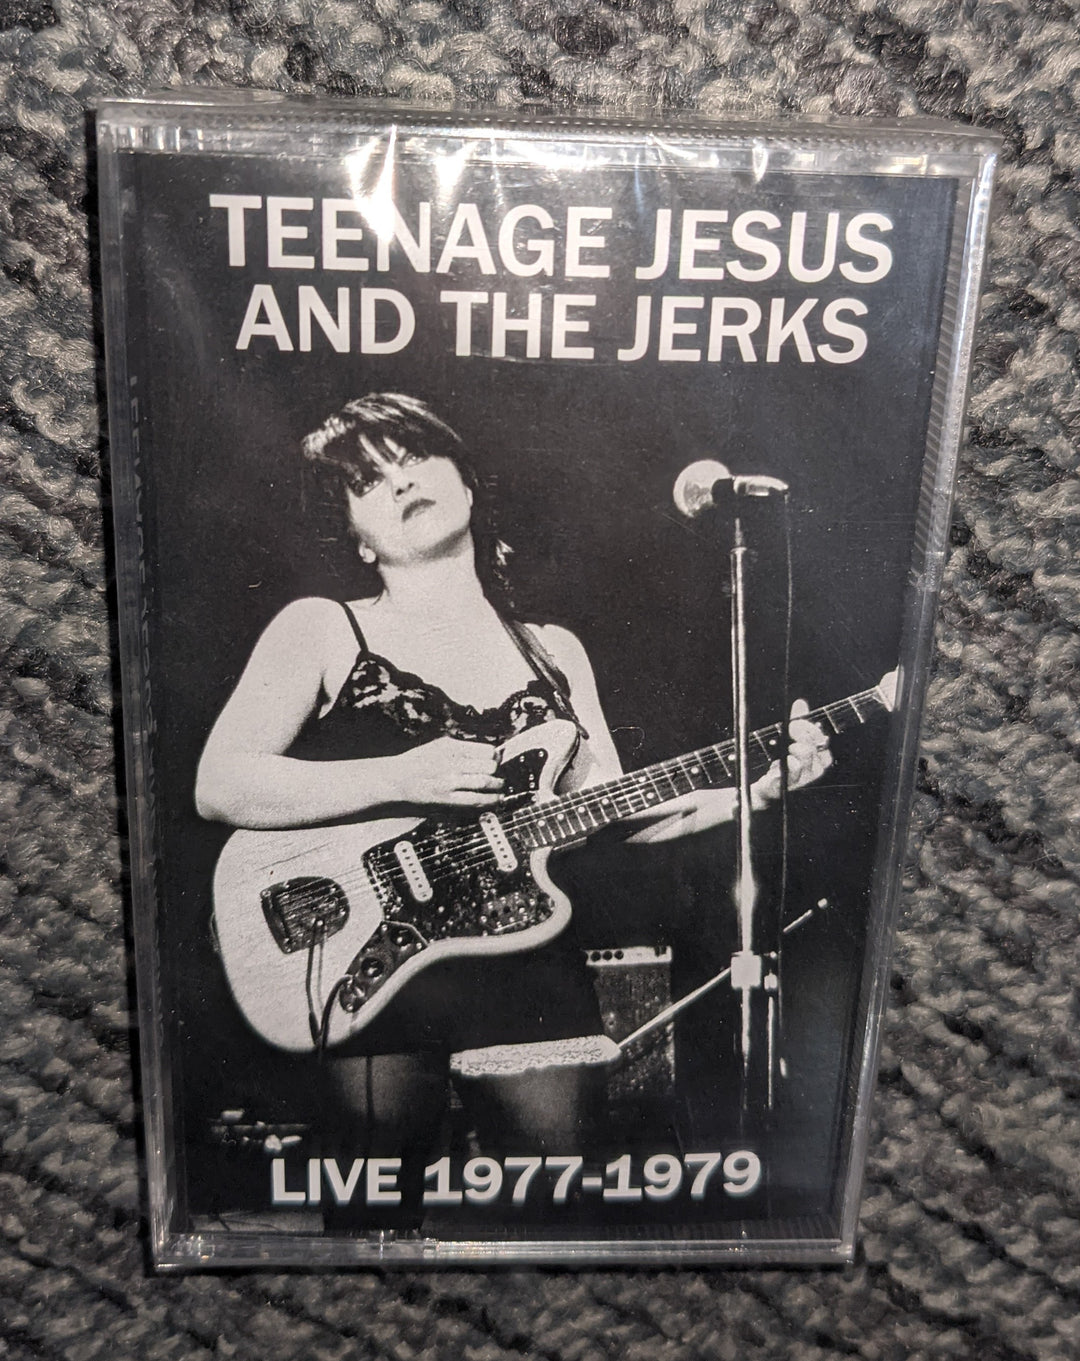 TEENAGE JESUS
AND THE JERKS
LIVE 1977-1979